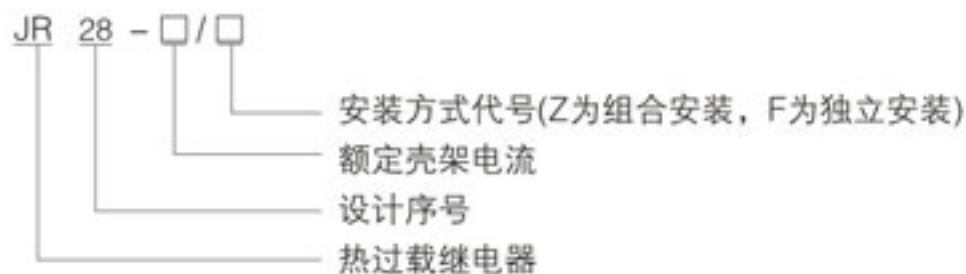 JR 28 - □ / □
安装方式代号(Z为组合安装，F为独立安装)
额定壳架电流
设计序号
热过载继电器